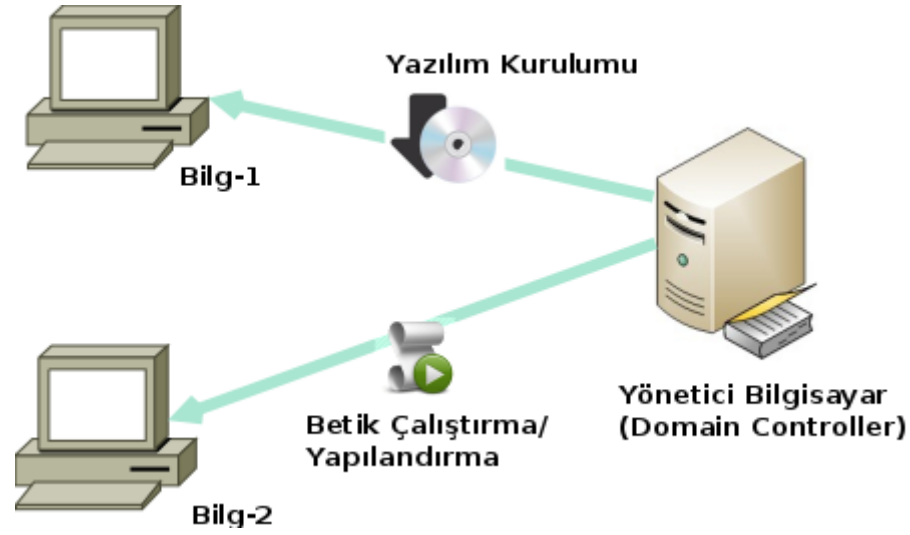 Yazılım Kurulumu
Bilg-1
Betik Çalıştırma/
Yapılandırma
Yönetici Bilgisayar
(Domain Controller)
Bilg-2